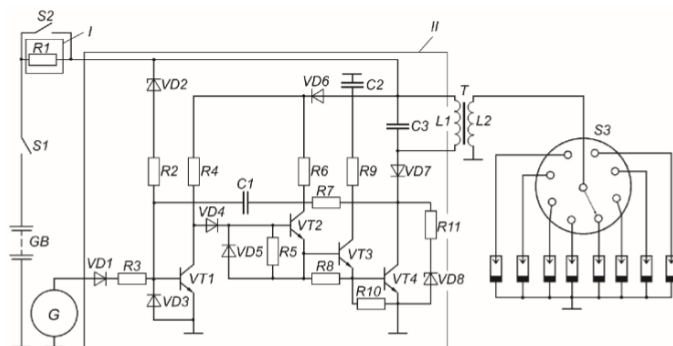 S2
I
II
R1
VD2
VD6
C2
T
C3
L1
L2
S3
S1
R2
R4
R6
R9
VD7
C1
R7
VD4
VT2
R11
GB
VD5
R5
VT3
VD1
R3
VT1
R8
VT4
VD8
G
VD3
R10